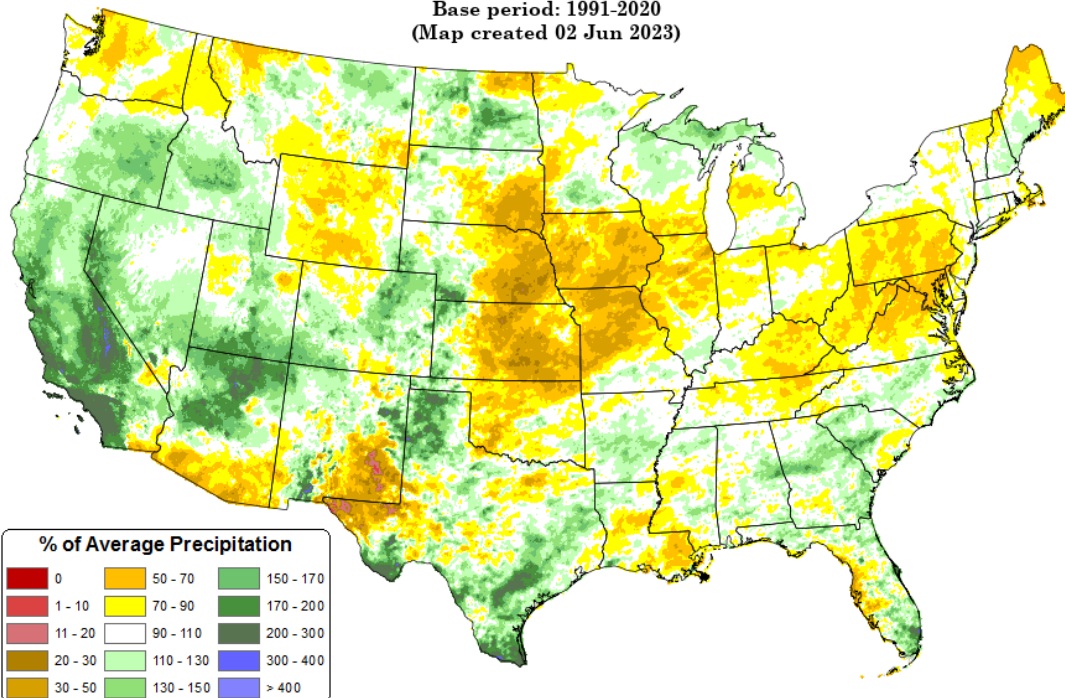 Base period: 1991-2020
(Map created 02 Jun 2023)
% of Average Precipitation
0 50 - 70 150 - 170
1 - 10 70 - 90 170 - 200
11 - 20 90 - 110 200 - 300
20 - 30 110 - 130 300 - 400
30 - 50 130 - 150 > 400